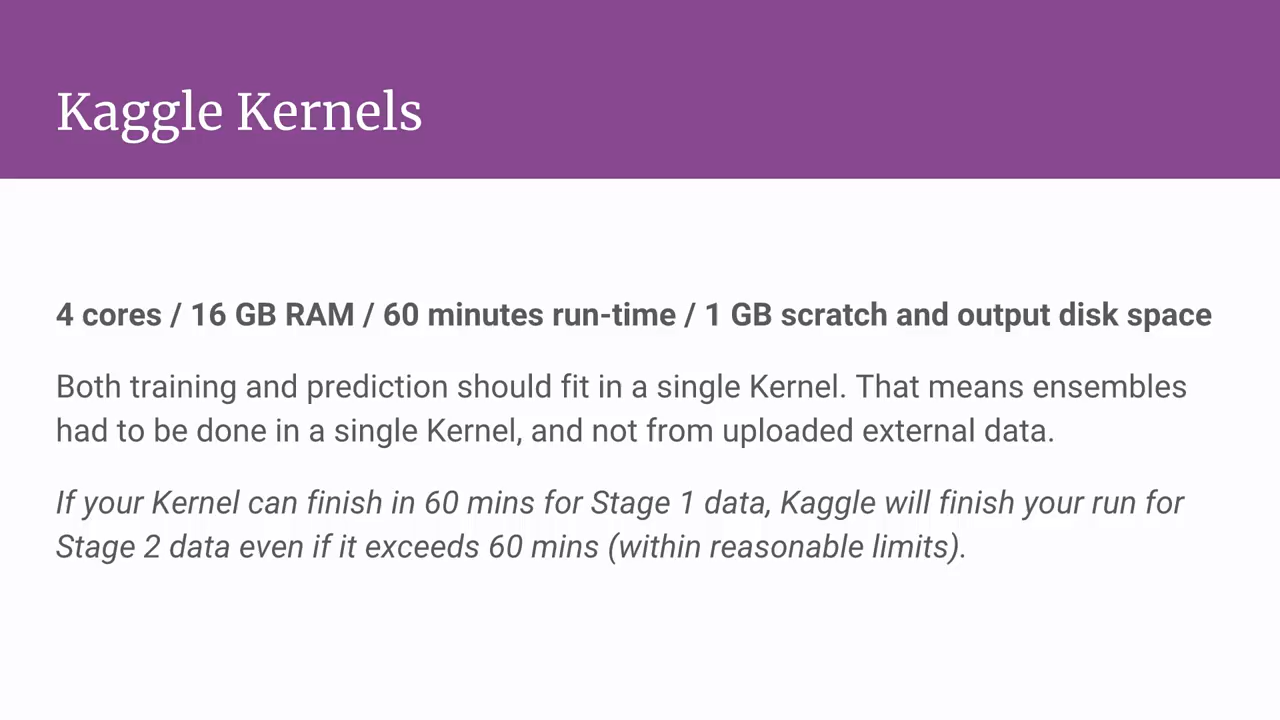 Kaggle Kernels
4 cores / 16 GB RAM / 60 minutes run-time / 1 GB scratch and output disk space
Both training and prediction should fit in a single Kernel. That means ensembles
had to be done in a single Kernel, and not from uploaded external data.
If your Kernel can finish in 60 mins for Stage 1 data, Kaggle will finish your run for
Stage 2 data even if it exceeds 60 mins (within reasonable limits).